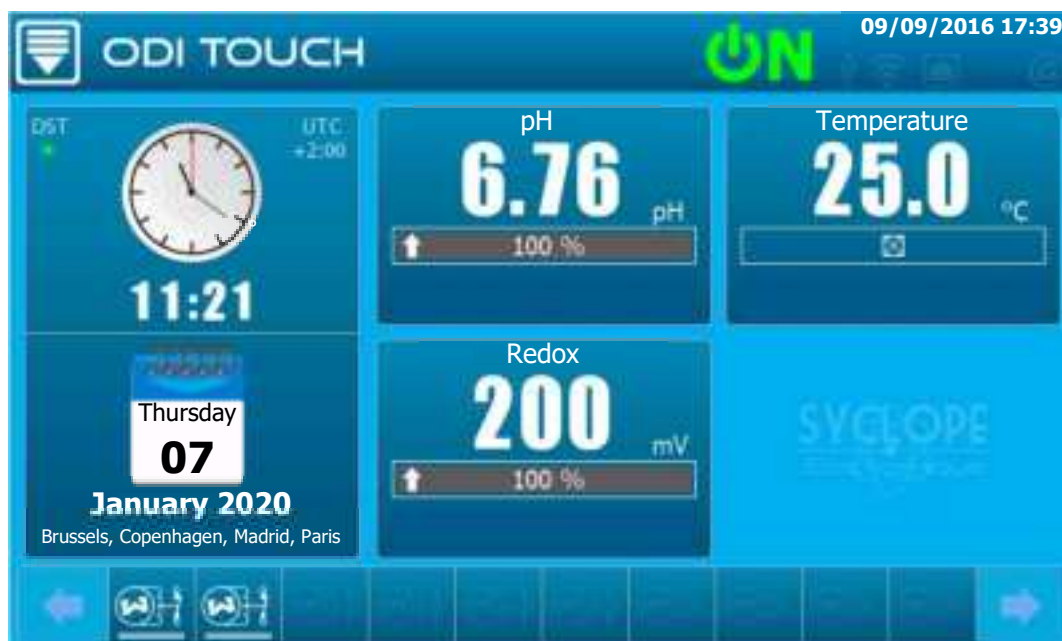 ODI TOUCH
ON
09/09/2016 17:39
DST
UTC
+2:00
11:21
Thursday
07
January 2020
Brussels, Copenhagen, Madrid, Paris
pH
6.76 pH
100 %
Temperature
25.0 °C
Redox
200 mV
100 %
SYCLOPE